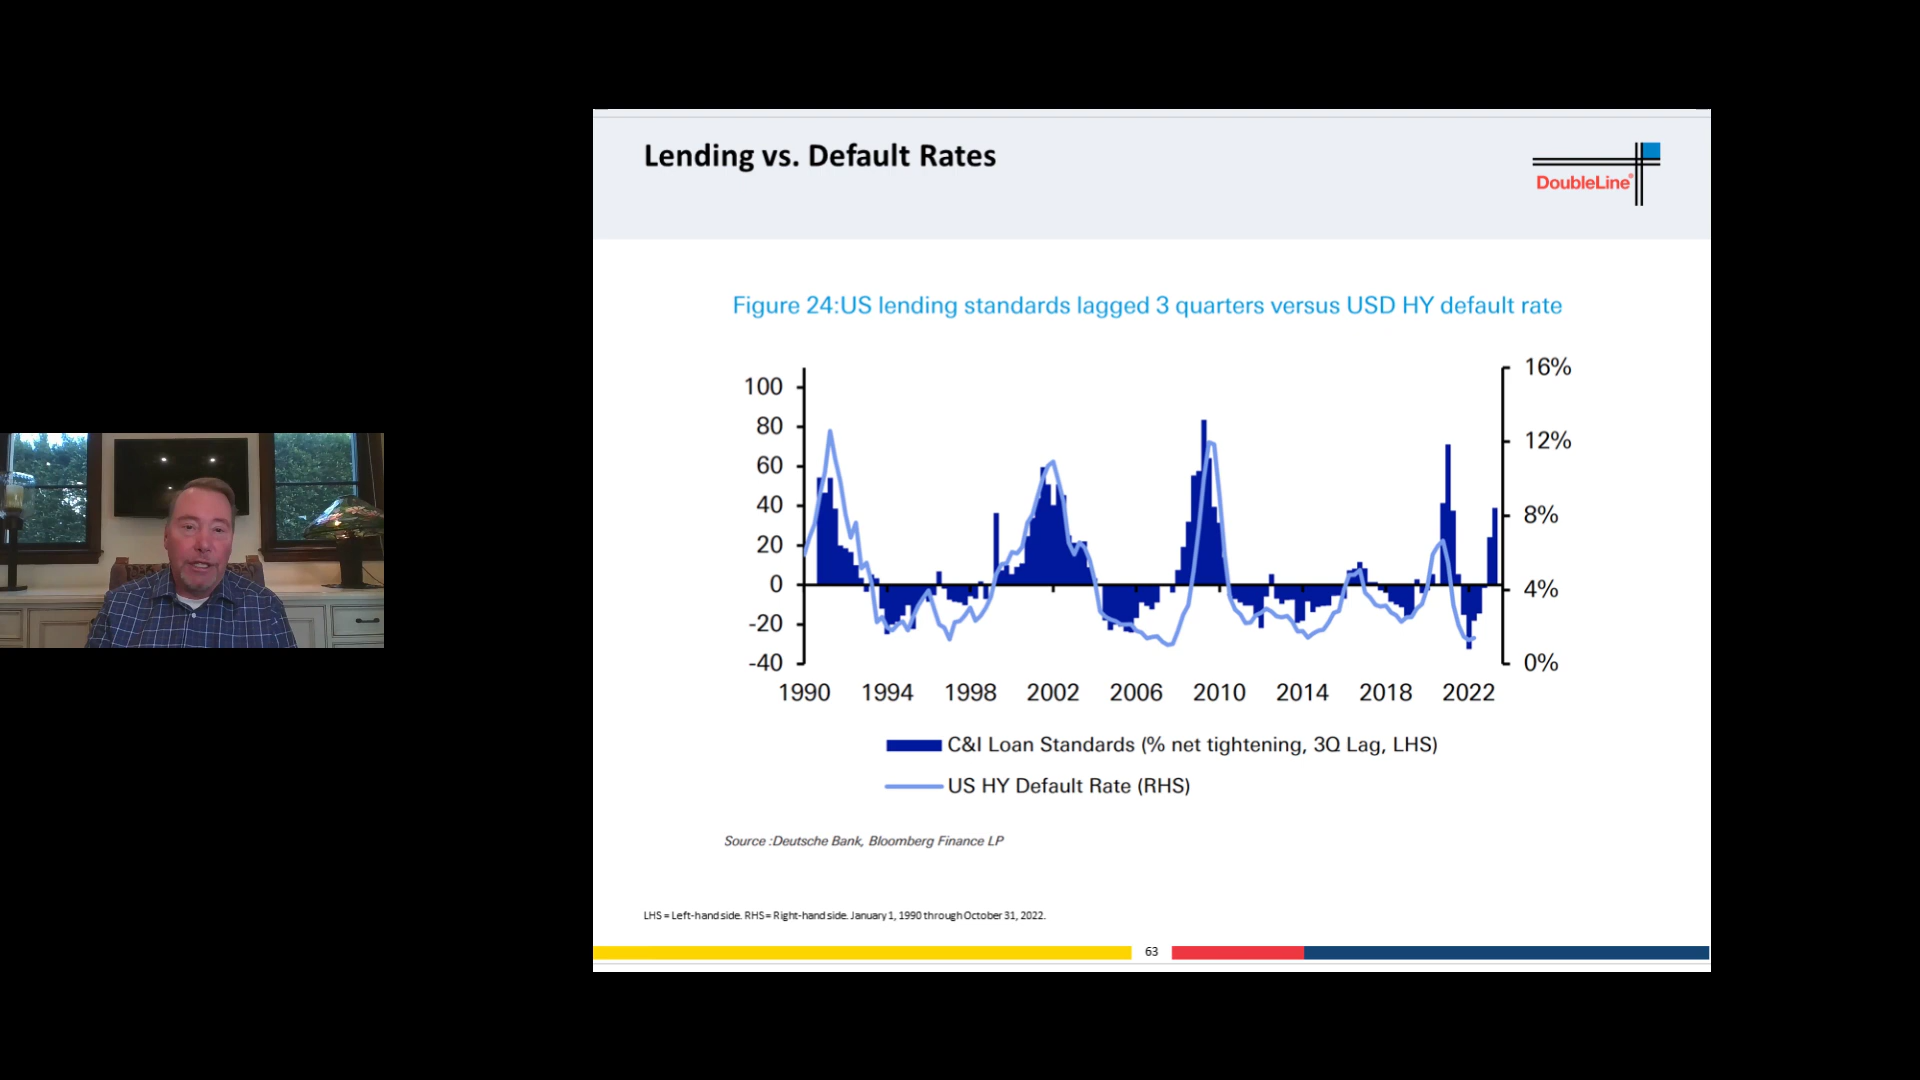 Lending vs. Default Rates
DoubleLine®
Figure 24:US lending standards lagged 3 quarters versus USD HY default rate
100
80
60
40
20
0
-20
-40
16%
12%
8%
4%
0%
1990 1994 1998 2002 2006 2010 2014 2018 2022
C&I Loan Standards (% net tightening, 3Q Lag, LHS)
US HY Default Rate (RHS)
Source :Deutsche Bank, Bloomberg Finance LP
LHS = Left-hand side. RHS = Right-hand side. January 1, 1990 through October 31, 2022.
63